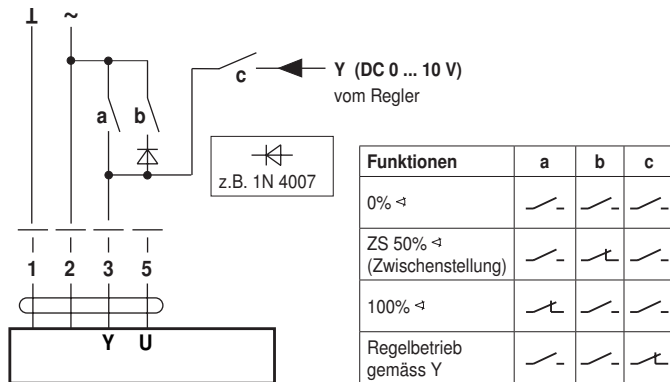 ⊥ ~
a b c
Y (DC 0 ... 10 V)
vom Regler
z.B. 1N 4007
1 2 3 5
Y U
Funktionen a b c
0% ◁
ZS 50% ◁
(Zwischenstellung)
100% ◁
Regelbetrieb
gemäss Y